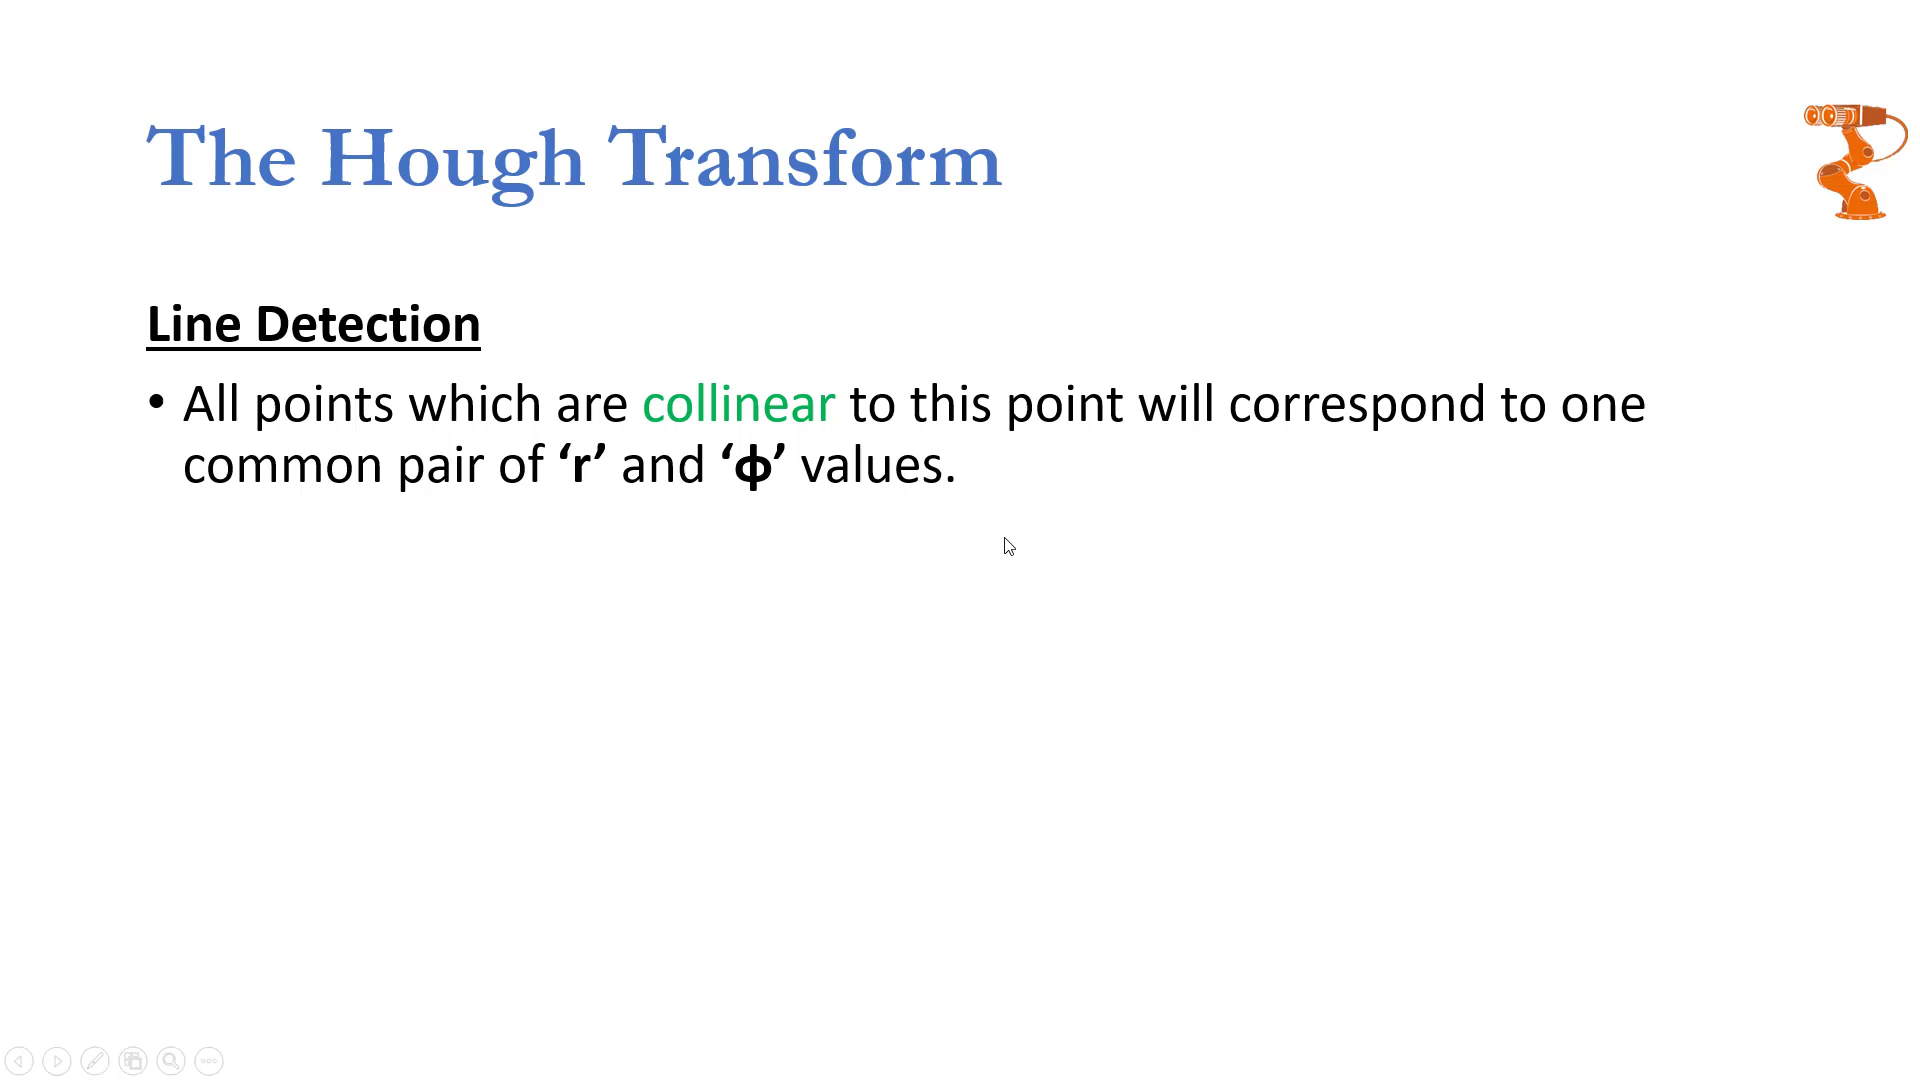 The Hough Transform
Line Detection
• All points which are collinear to this point will correspond to one
common pair of ‘r’ and ‘ϕ’ values.